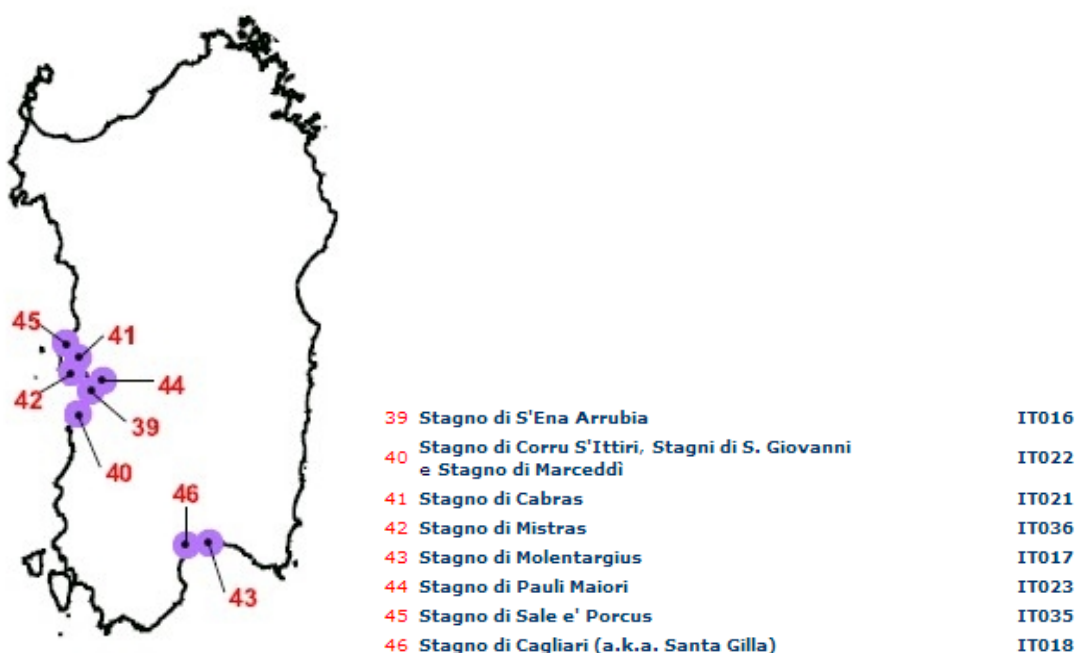 45
41
42
44
39
40
46
43
39 Stagno di S'Ena Arrubia IT016
40 Stagno di Corru S'Ittiri, Stagni di S. Giovanni
e Stagno di Marceddì IT022
41 Stagno di Cabras IT021
42 Stagno di Mistras IT036
43 Stagno di Molentargius IT017
44 Stagno di Pauli Maiori IT023
45 Stagno di Sale e' Porcus IT035
46 Stagno di Cagliari (a.k.a. Santa Gilla) IT018